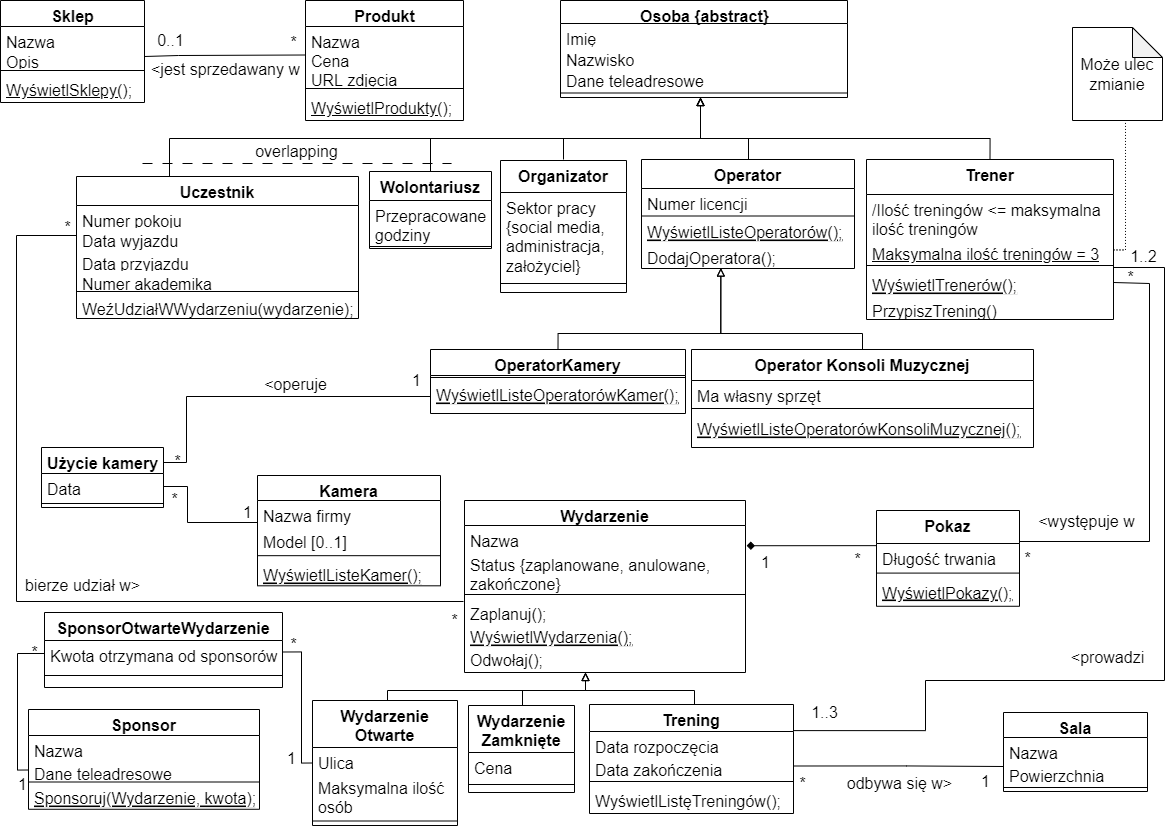 Sklep
Nazwa
Opis
WyświetlSklepy();
0..1
*
<jest sprzedawany w
Produkt
Nazwa
Cena
URL zdjęcia
WyświetlProdukty();
Osoba {abstract}
Imię
Nazwisko
Dane teleadresowe
Może ulec
zmianie
overlapping
Uczestnik
Numer pokoju
Data wyjazdu
Data przyjazdu
Numer akademika
WeźUdziałWWydarzeniu(wydarzenie);
*
Wolontariusz
Przepracowane
godziny
Organizator
Sektor pracy
{social media,
administracja,
założyciel}
Operator
Numer licencji
WyświetlListeOperatorów();
DodajOperatora();
Trener
/Ilość treningów <= maksymalna
ilość treningów
Maksymalna ilość treningów = 3
WyświetlTrenerów();
PrzypiszTrening()
1..2
*
OperatorKamery
WyświetlListeOperatorówKamer();
<operuje
1
Operator Konsoli Muzycznej
Ma własny sprzęt
WyświetlListeOperatorówKonsoliMuzycznej();
Użycie kamery
Data
*
*
Kamera
Nazwa firmy
Model [0..1]
WyświetlListeKamer();
1
Wydarzenie
Nazwa
Status {zaplanowane, anulowane,
zakończone}
Zaplanuj();
WyświetlWydarzenia();
Odwołaj();
1
*
Pokaz
Długość trwania
WyświetlPokazy();
<występuje w
*
bierze udział w>
*
SponsorOtwarteWydarzenie
Kwota otrzymana od sponsorów
*
*
<prowadzi
Sponsor
Nazwa
Dane teleadresowe
Sponsoruj(Wydarzenie, kwota);
1
Wydarzenie
Otwarte
Ulica
Maksymalna ilość
osób
1
Wydarzenie
Zamknięte
Cena
Trening
Data rozpoczęcia
Data zakończenia
WyświetlListęTreningów();
1..3
*
odbywa się w>
1
Sala
Nazwa
Powierzchnia